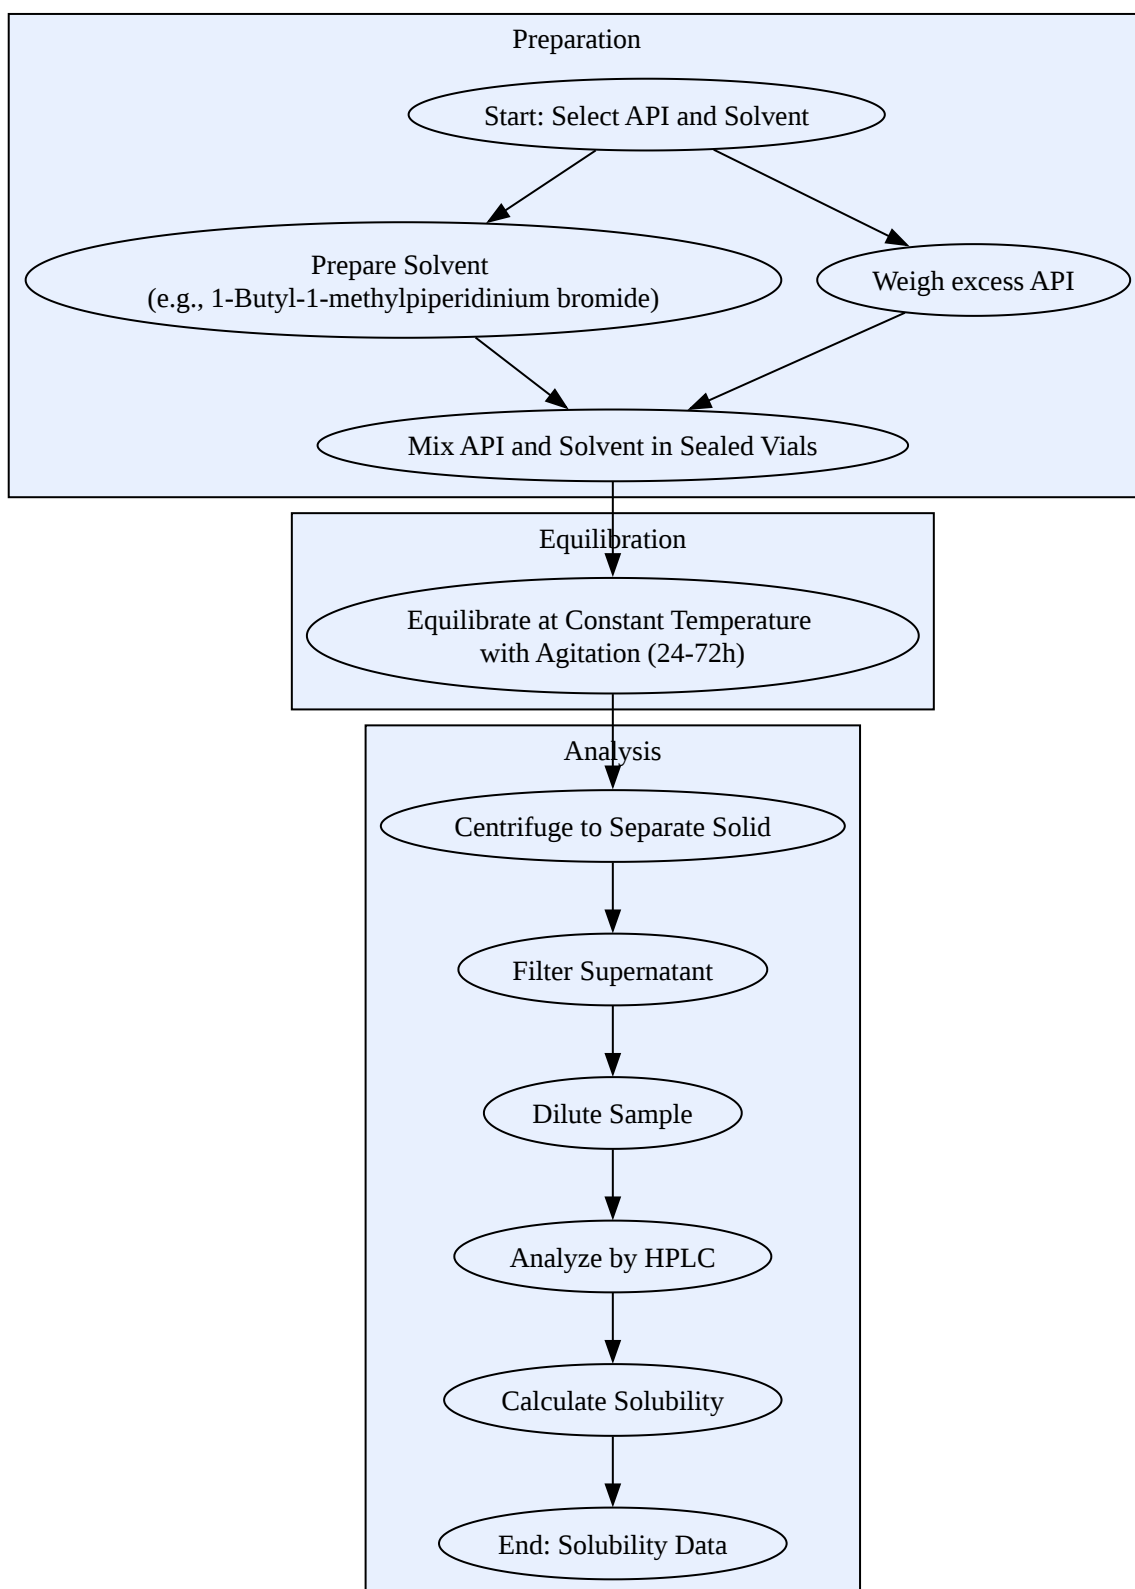 Preparation
Start: Select API and Solvent
Prepare Solvent
(e.g., 1-Butyl-1-methylpiperidinium bromide)
Weigh excess API
Mix API and Solvent in Sealed Vials
Equilibration
Equilibrate at Constant Temperature
with Agitation (24-72h)
Analysis
Centrifuge to Separate Solid
Filter Supernatant
Dilute Sample
Analyze by HPLC
Calculate Solubility
End: Solubility Data